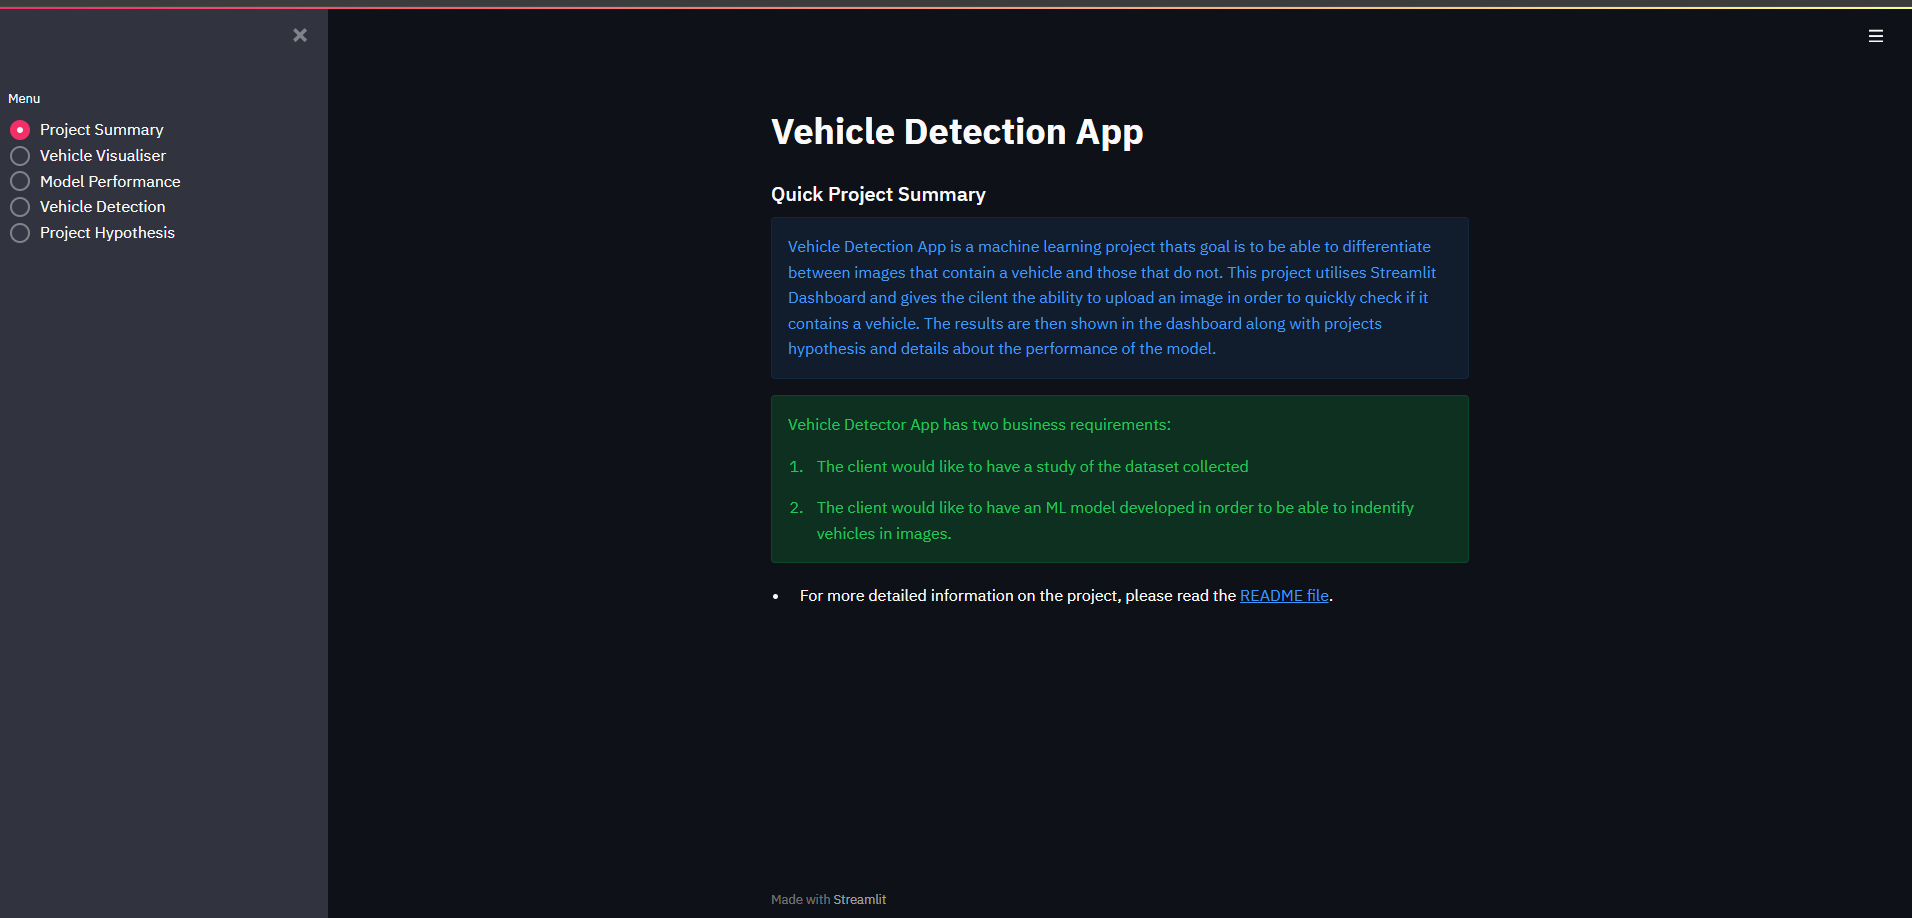 Menu
Project Summary
Vehicle Visualiser
Model Performance
Vehicle Detection
Project Hypothesis
Vehicle Detection App
Quick Project Summary
Vehicle Detection App is a machine learning project thats goal is to be able to differentiate
between images that contain a vehicle and those that do not. This project utilises Streamlit
Dashboard and gives the cilent the ability to upload an image in order to quickly check if it
contains a vehicle. The results are then shown in the dashboard along with projects
hypothesis and details about the performance of the model.
Vehicle Detector App has two business requirements:
1. The client would like to have a study of the dataset collected
2. The client would like to have an ML model developed in order to be able to indentify
vehicles in images.
• For more detailed information on the project, please read the README file.
Made with Streamlit